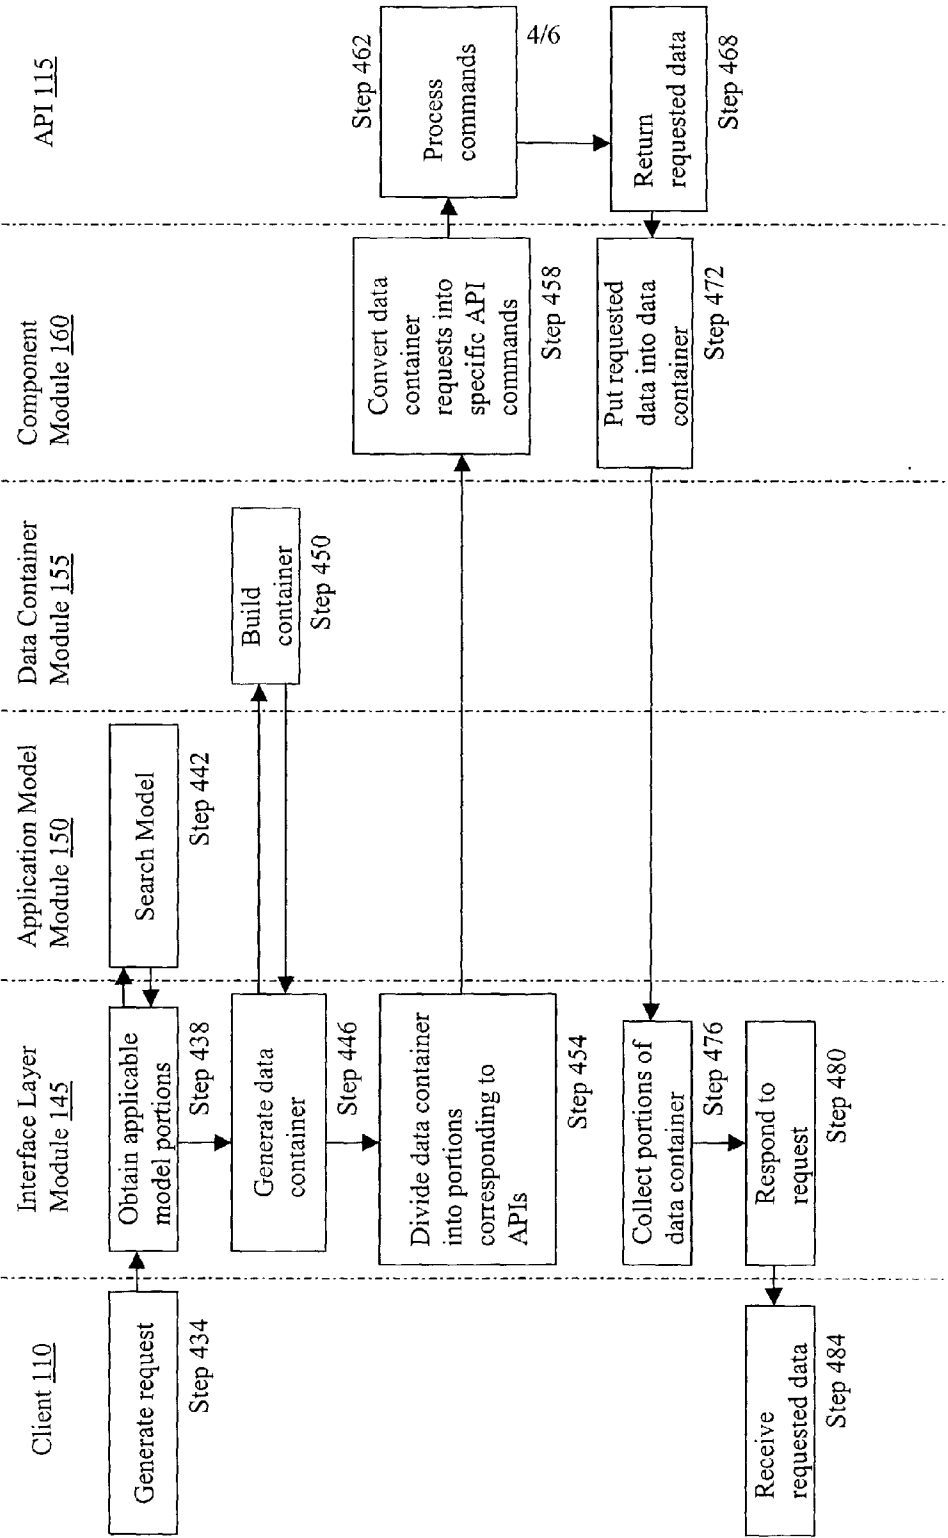 Client 110
Interface Layer
Module 145
Application Model
Module 150
Data Container
Module 155
Component
Module 160
API 115
Generate request
Step 434
Obtain applicable
model portions
Step 438
Search Model
Step 442
Generate data
container
Step 446
Build
container
Step 450
Divide data container
into portions
corresponding to
APIs
Step 454
Convert data
container
requests into
specific API
commands
Step 458
Step 462
Process
commands
4/6
Return
requested data
Step 468
Put requested
data into data
container
Step 472
Collect portions of
data container
Step 476
Respond to
request
Step 480
Receive
requested data
Step 484